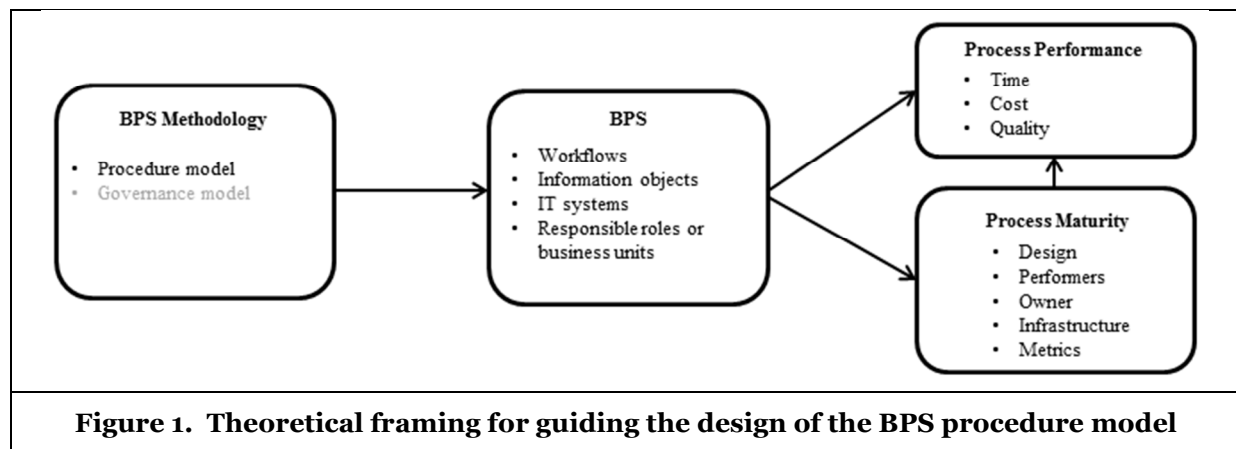 BPS Methodology
• Procedure model
• Governance model
BPS
• Workflows
• Information objects
• IT systems
• Responsible roles or
business units
Process Performance
• Time
• Cost
• Quality
Process Maturity
• Design
• Performers
• Owner
• Infrastructure
• Metrics
Figure 1. Theoretical framing for guiding the design of the BPS procedure model